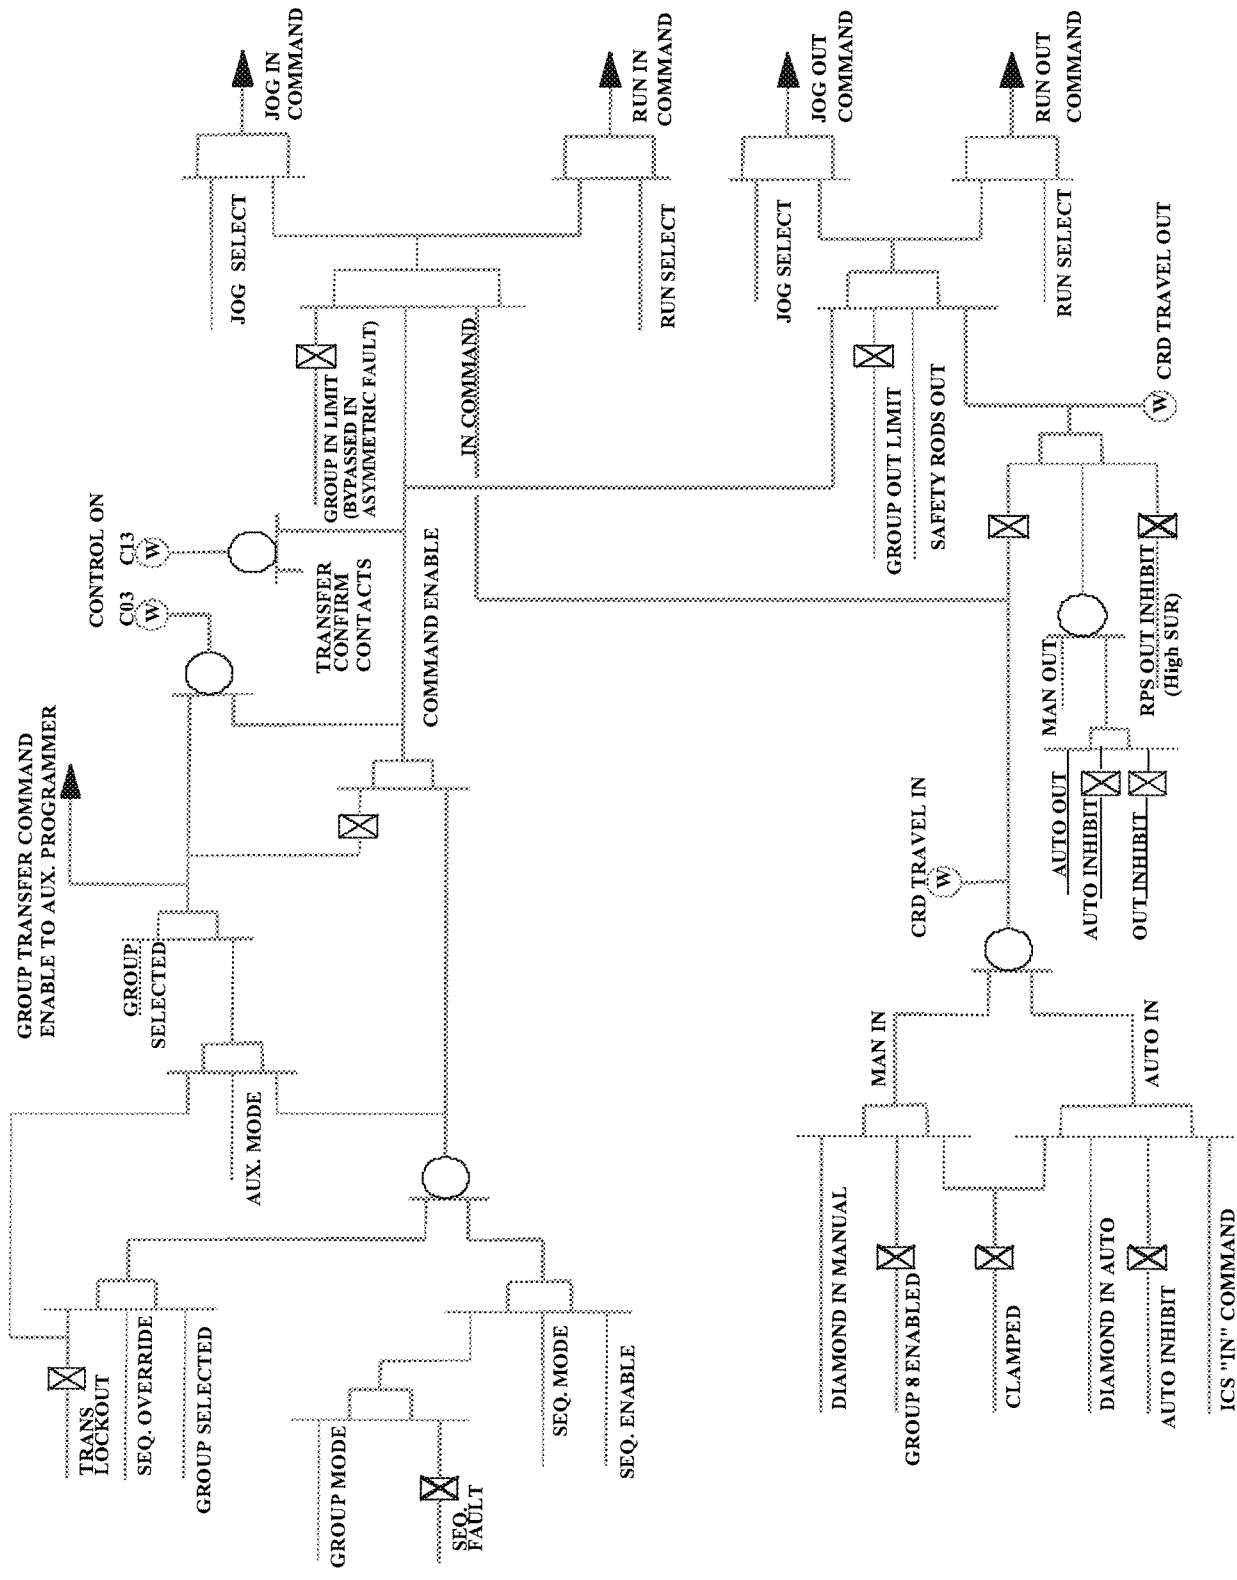 GROUP TRANSFER COMMAND
ENABLE TO AUX. PROGRAMMER
CONTROL ON
C03
C13
W
W
JOG IN
COMMAND
TRANS
LOCKOUT
SEQ. OVERRIDE
GROUP SELECTED
AUX. MODE
GROUP
SELECTED
TRANSFER
CONFIRM
CONTACTS
JOG SELECT
GROUP IN LIMIT
(BYPASSED IN
ASYMMETRIC FAULT)
COMMAND ENABLE
IN COMMAND
GROUP MODE
SEQ.
FAULT
SEQ. MODE
SEQ. ENABLE
RUN SELECT
RUN IN
COMMAND
JOG SELECT
JOG OUT
COMMAND
GROUP OUT LIMIT
SAFETY RODS OUT
RUN SELECT
RUN OUT
COMMAND
DIAMOND IN MANUAL
GROUP 8 ENABLED
CLAMPED
DIAMOND IN AUTO
AUTO INHIBIT
ICS "IN" COMMAND
MAN IN
AUTO IN
CRD TRAVEL IN
W
MAN OUT
AUTO OUT
AUTO INHIBIT
OUT INHIBIT
RPS OUT INHIBIT
(High SUR)
W
CRD TRAVEL OUT